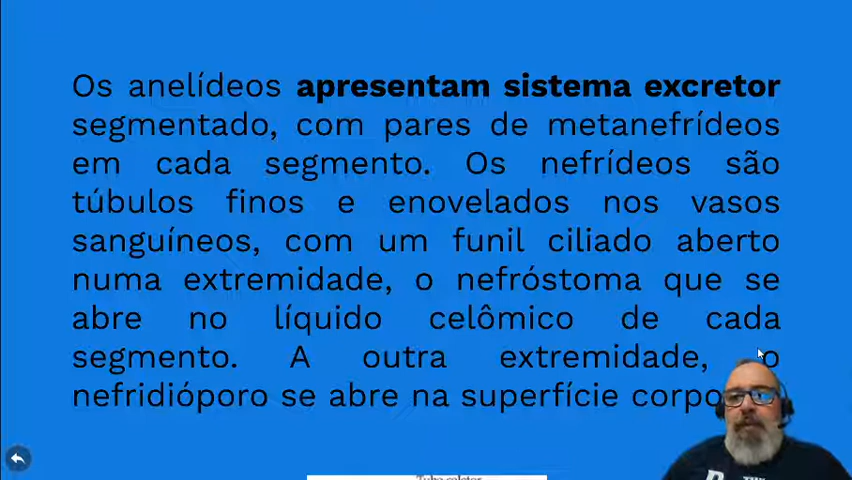 Os anelídeos apresentam sistema excretor
segmentado, com pares de metanefrídeos
em cada segmento. Os nefrídeos são
túbulos finos e enovelados nos vasos
sanguíneos, com um funil ciliado aberto
numa extremidade, o nefróstoma que se
abre no líquido celômico de cada
segmento. A outra extremidade, o
nefridióporo se abre na superfície